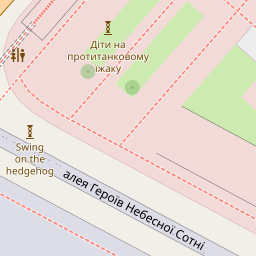 Діти на
протитанковому
їжаку
Swing
on the
hedgehog
алея Героїв Небесної Сотні